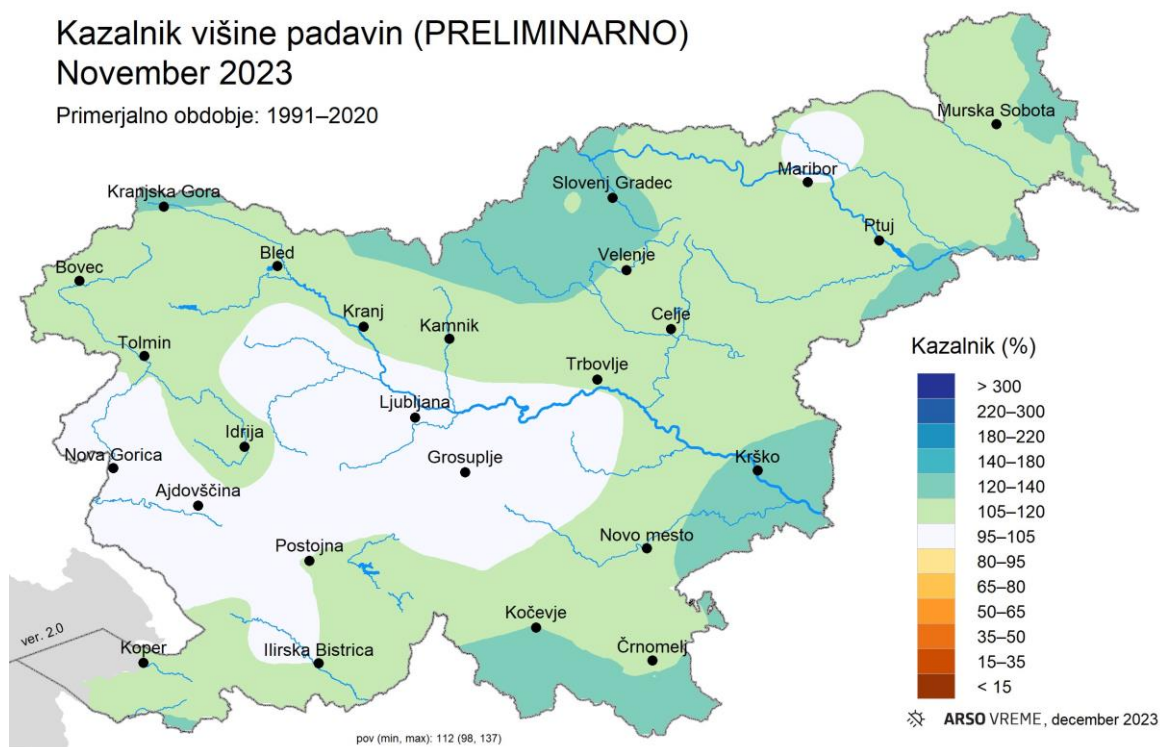 Kazalnik višine padavin (PRELIMINARNO)
November 2023
Primerjalno obdobje: 1991–2020
Murska Sobota
Maribor
Slovenj Gradec
Kranjska Gora
Ptuj
Bled
Velenje
Bovec
Kranj
Kamnik
Celje
Tolmin
Trbovlje
Ljubljana
Idrija
Nova Gorica
Grosuplje
Krško
Ajdovščina
Postojna
Novo mesto
Kočevje
Koper
Ilirska Bistrica
Črnomelj
ver. 2.0
Kazalnik (%)
> 300
220–300
180–220
140–180
120–140
105–120
95–105
80–95
65–80
50–65
35–50
15–35
< 15
ARSO VREME, december 2023
pov (min, max): 112 (98, 137)